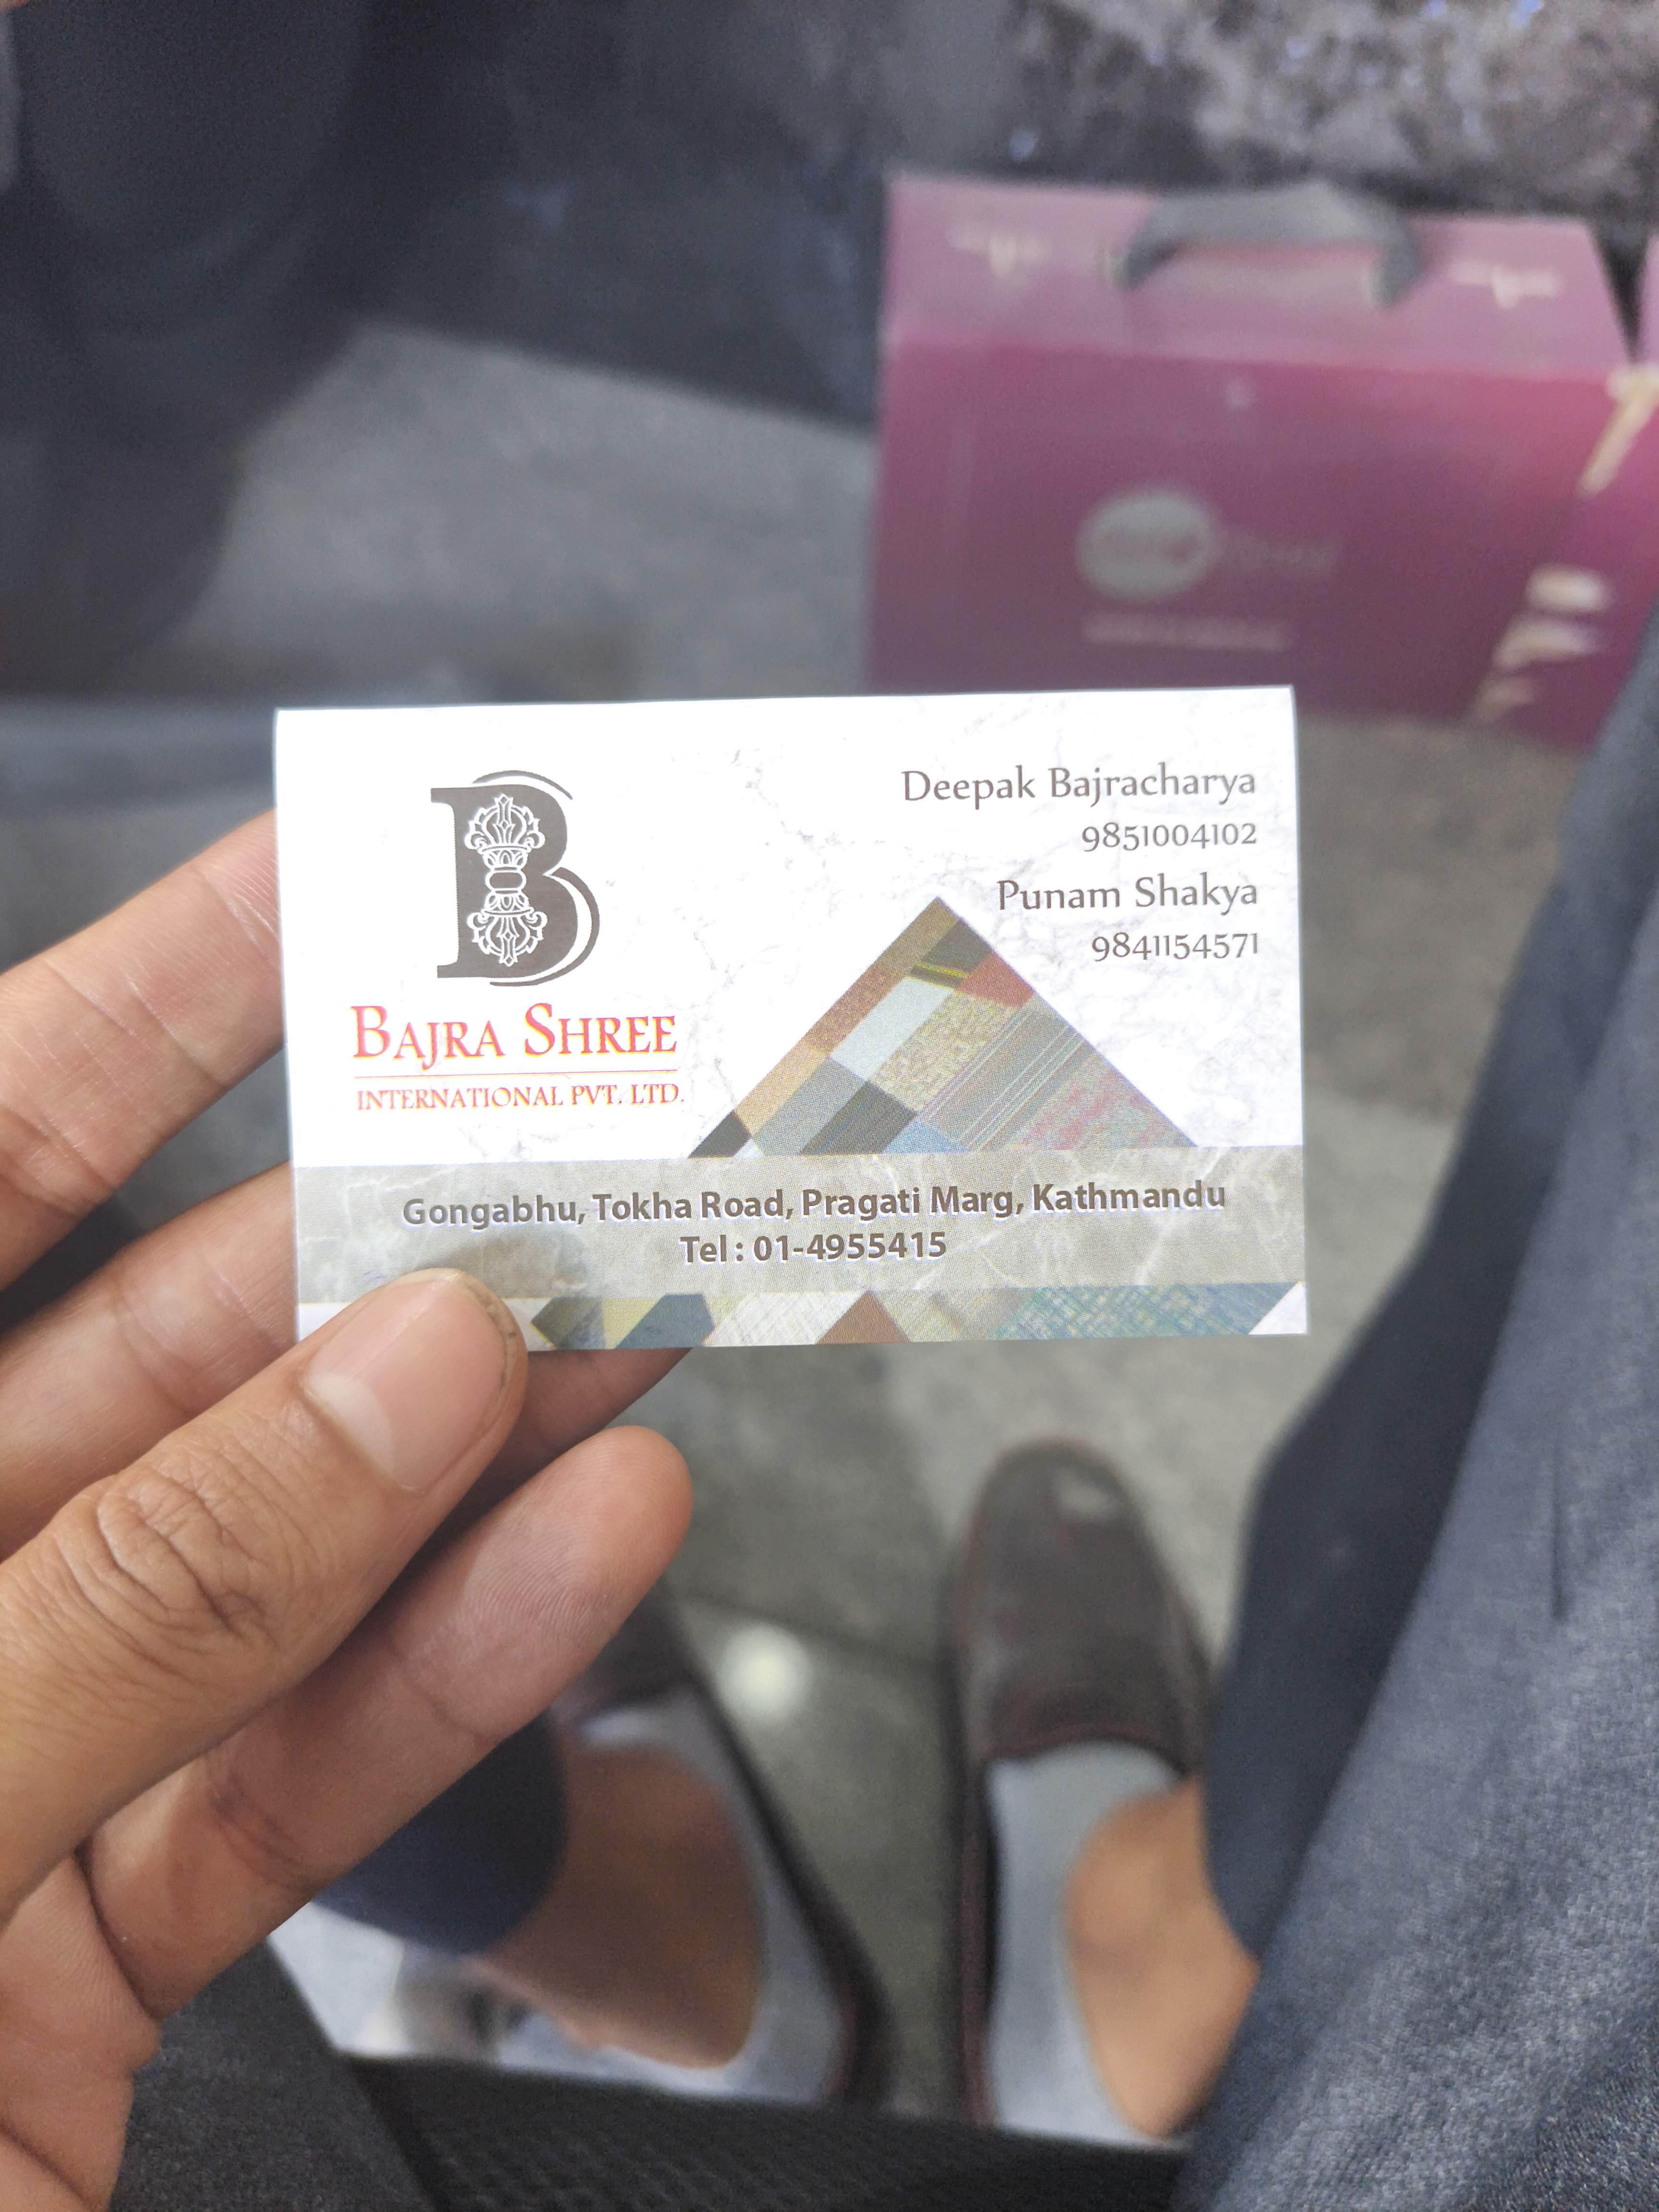 B
BAJRA SHREE
INTERNATIONAL PVT. LTD.
Deepak Bajracharya
9851004102
Punam Shakya
9841154571
Gongabhu, Tokha Road, Pragati Marg, Kathmandu
Tel : 01-4955415